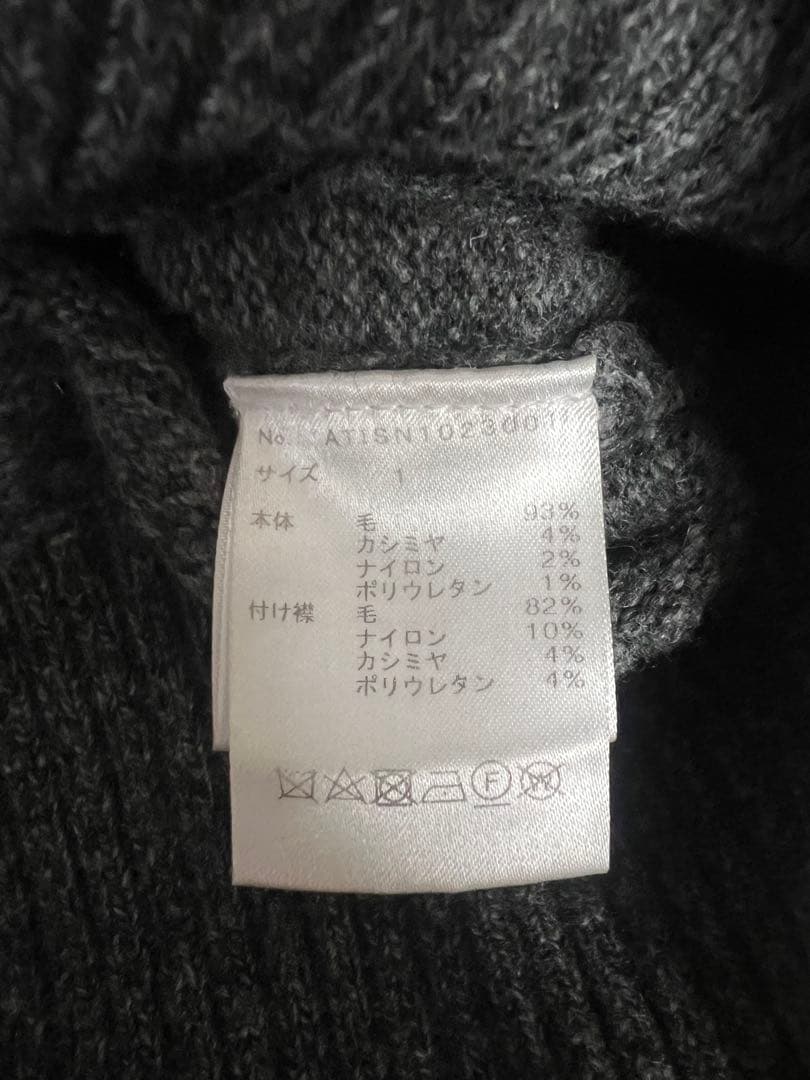 No. ATISN1023001
サイズ 1
本体 毛 93%
カシミヤ 4%
ナイロン 2%
ポリウレタン 1%
付け襟 毛 82%
ナイロン 10%
カシミヤ 4%
ポリウレタン 4%
F W